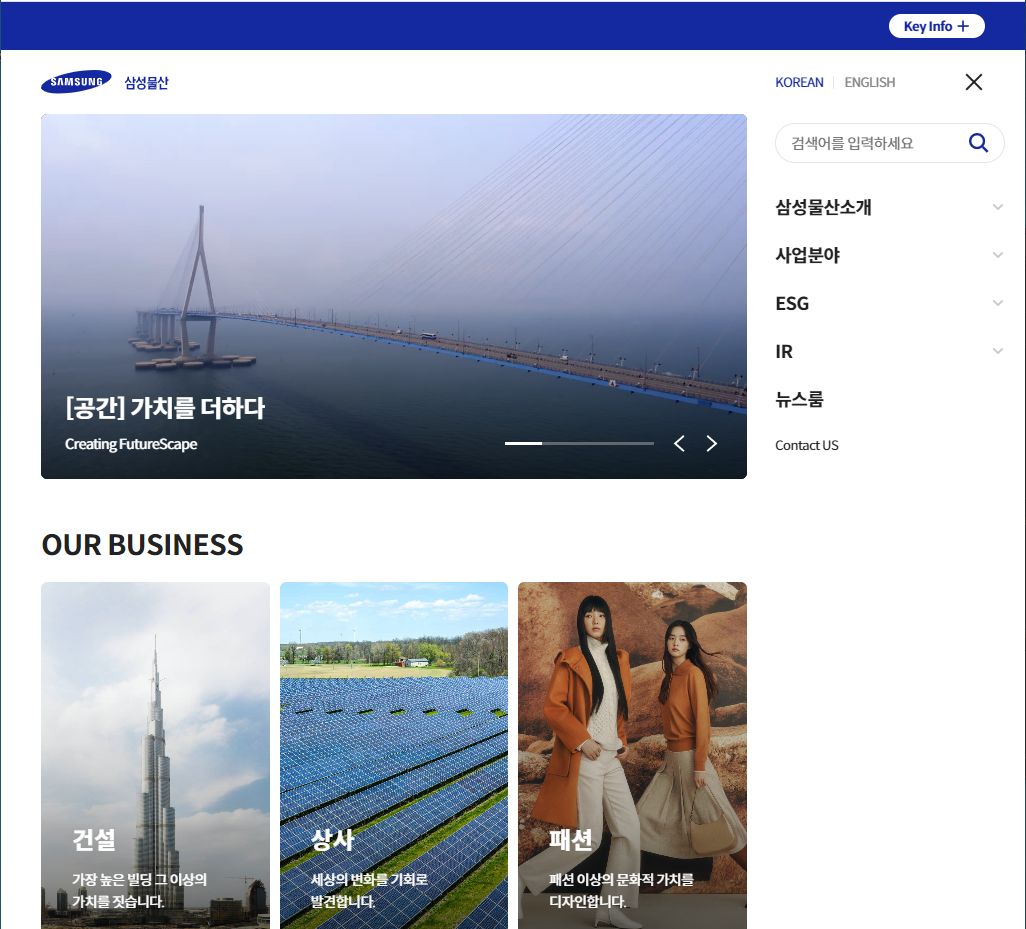 Key Info +
SAMSUNG 삼성물산
KOREAN ENGLISH
검색어를 입력하세요
삼성물산소개
사업분야
ESG
IR
뉴스룸
Contact US
[공간] 가치를 더하다
Creating FutureScape
OUR BUSINESS
건설
가장 높은 빌딩 그 이상의
가치를 짓습니다.
상사
세상의 변화를 기회로
발견합니다.
패션
패션 이상의 문화적 가치를
디자인합니다.